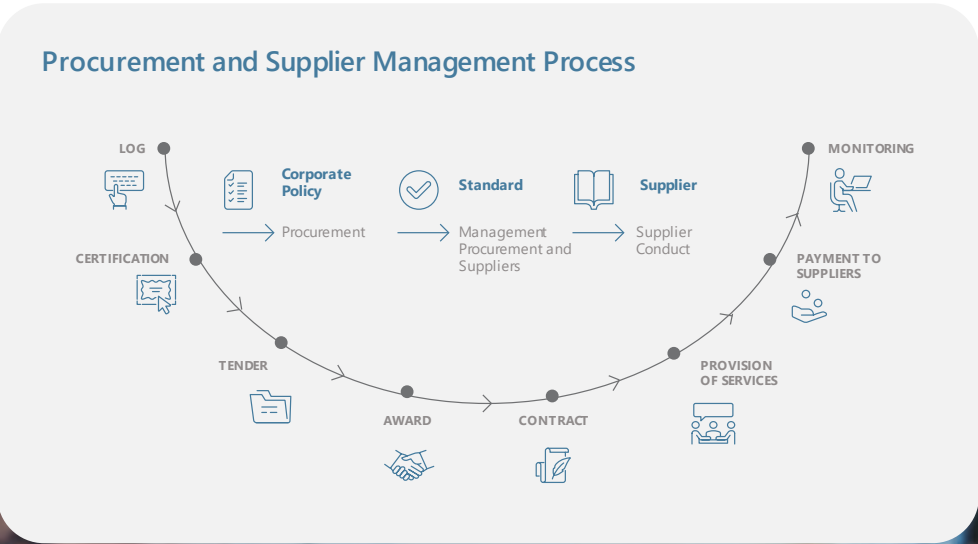 Procurement and Supplier Management Process
LOG
MONITORING
Corporate
Policy
Standard
Supplier
Procurement
Management
Procurement and
Suppliers
Supplier
Conduct
CERTIFICATION
PAYMENT TO
SUPPLIERS
TENDER
PROVISION
OF SERVICES
AWARD
CONTRACT